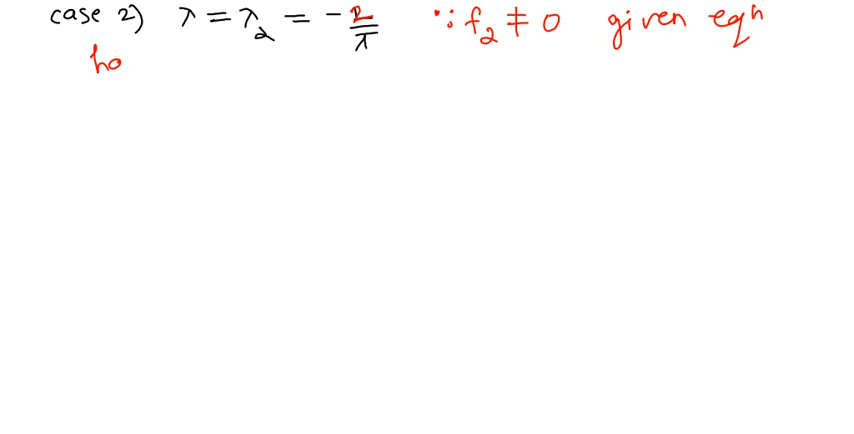 case 2) λ = λ₂ = -2/π ∵ f₂ ≠ 0 given eqn
ho